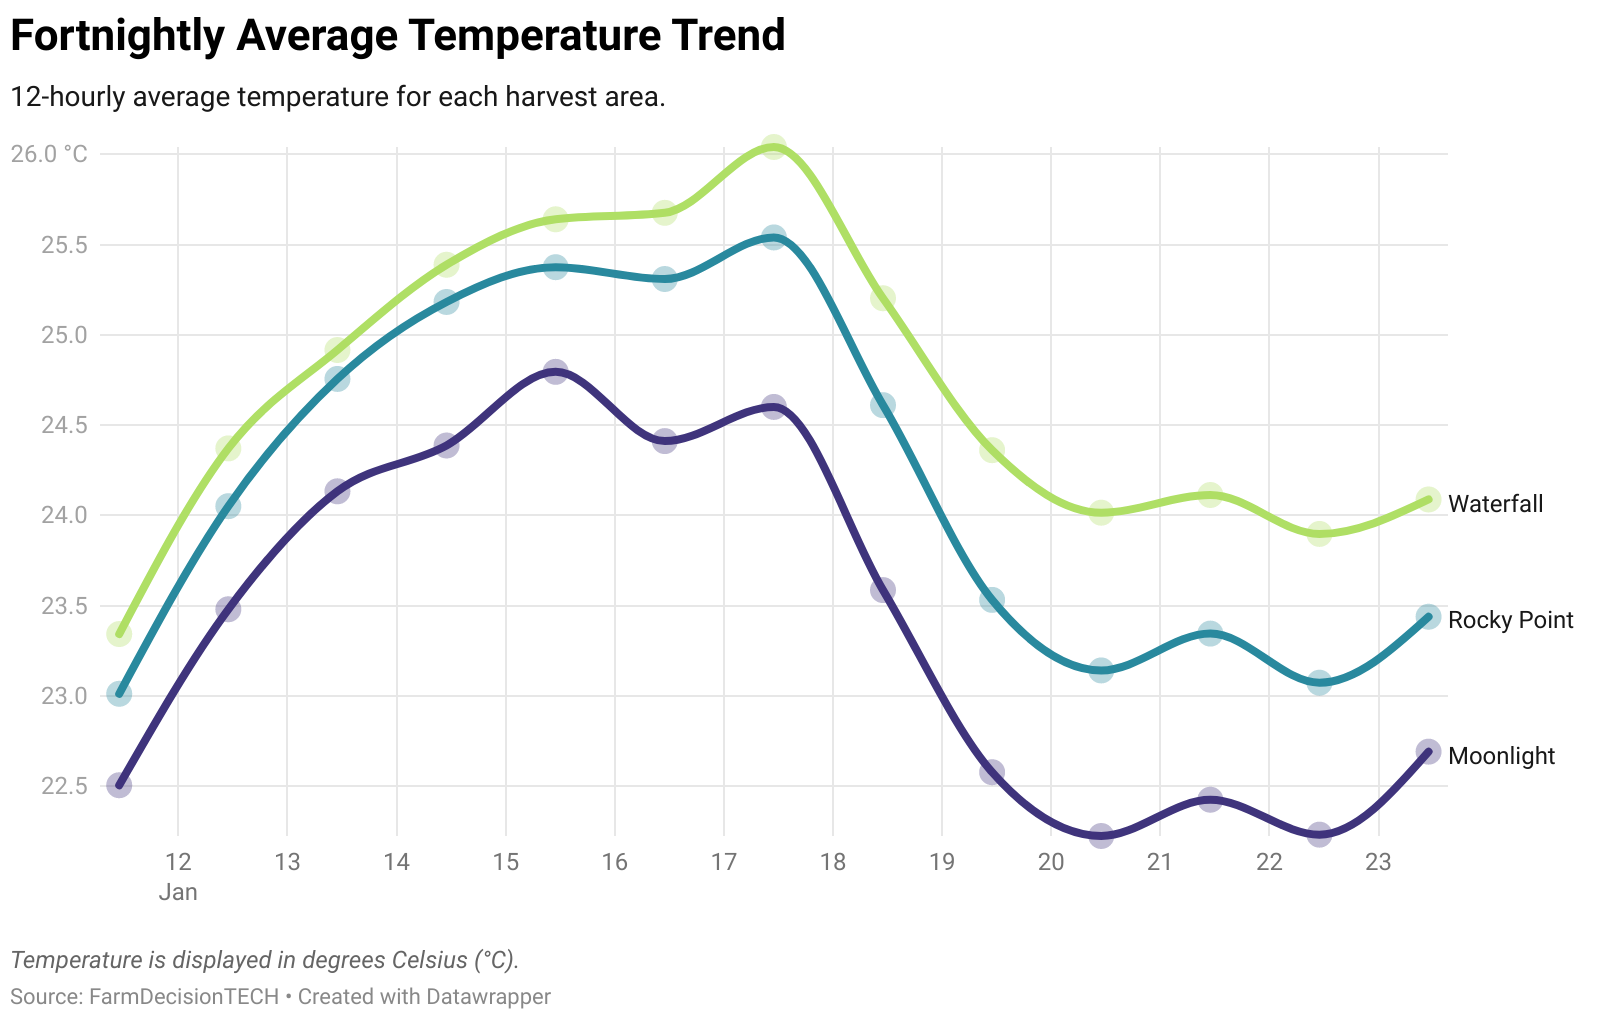 Fortnightly Average Temperature Trend
12-hourly average temperature for each harvest area.
26.0 °C
25.5
25.0
24.5
24.0
23.5
23.0
22.5
Waterfall
Rocky Point
Moonlight
12 13 14 15 16 17 18 19 20 21 22 23
Jan
Temperature is displayed in degrees Celsius (°C).
Source: FarmDecisionTECH • Created with Datawrapper